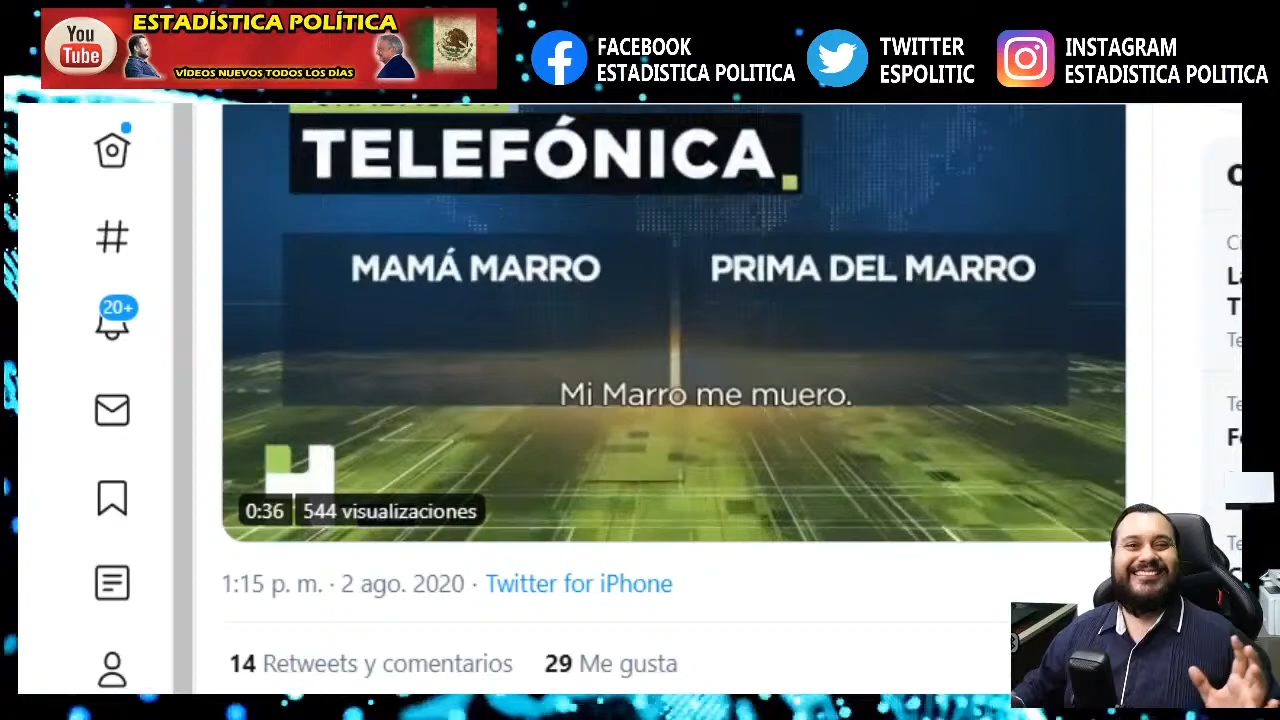 You
Tube
ESTADÍSTICA POLÍTICA
VÍDEOS NUEVOS TODOS LOS DÍAS
FACEBOOK
ESTADISTICA POLITICA
TWITTER
ESPOLITIC
INSTAGRAM
ESTADISTICA POLITICA
TELEFÓNICA
MAMÁ MARRO
PRIMA DEL MARRO
Mi Marro me muero.
0:36
544 visualizaciones
20+
1:15 p. m. · 2 ago. 2020 · Twitter for iPhone
14 Retweets y comentarios
29 Me gusta